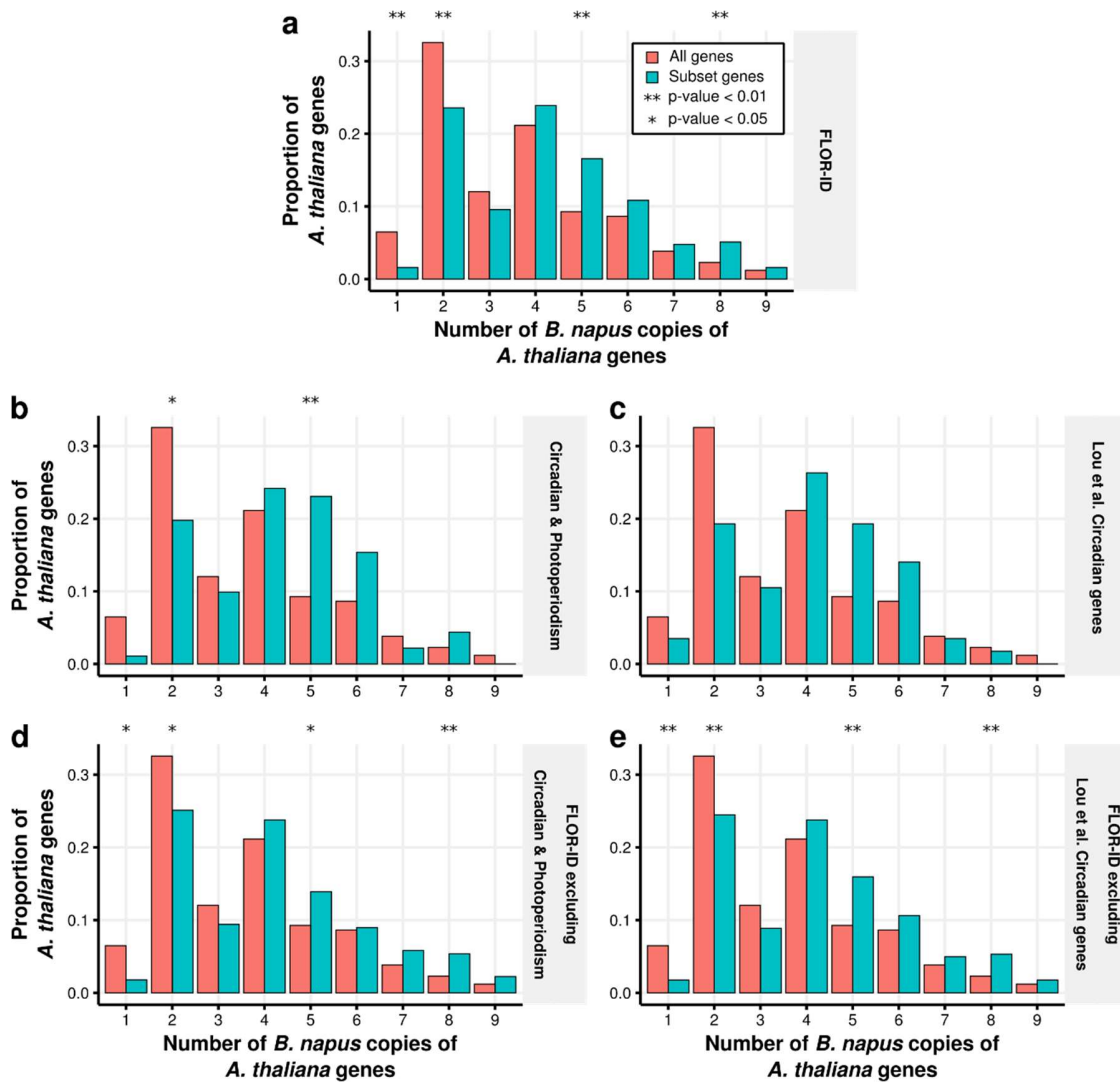 a
** ** ** **
Proportion of
A. thaliana genes
0.3
0.2
0.1
0.0
All genes
Subset genes
** p-value < 0.01
* p-value < 0.05
FLOR-ID
1 2 3 4 5 6 7 8 9
Number of B. napus copies of
A. thaliana genes
b
* **
Proportion of
A. thaliana genes
0.3
0.2
0.1
0.0
Circadian & Photoperiodism
1 2 3 4 5 6 7 8 9
c
0.3
0.2
0.1
0.0
Lou et al. Circadian genes
1 2 3 4 5 6 7 8 9
d
* * * **
Proportion of
A. thaliana genes
0.3
0.2
0.1
0.0
FLOR-ID excluding
Circadian & Photoperiodism
1 2 3 4 5 6 7 8 9
Number of B. napus copies of
A. thaliana genes
e
** ** ** **
0.3
0.2
0.1
0.0
FLOR-ID excluding
Lou et al. Circadian genes
1 2 3 4 5 6 7 8 9
Number of B. napus copies of
A. thaliana genes